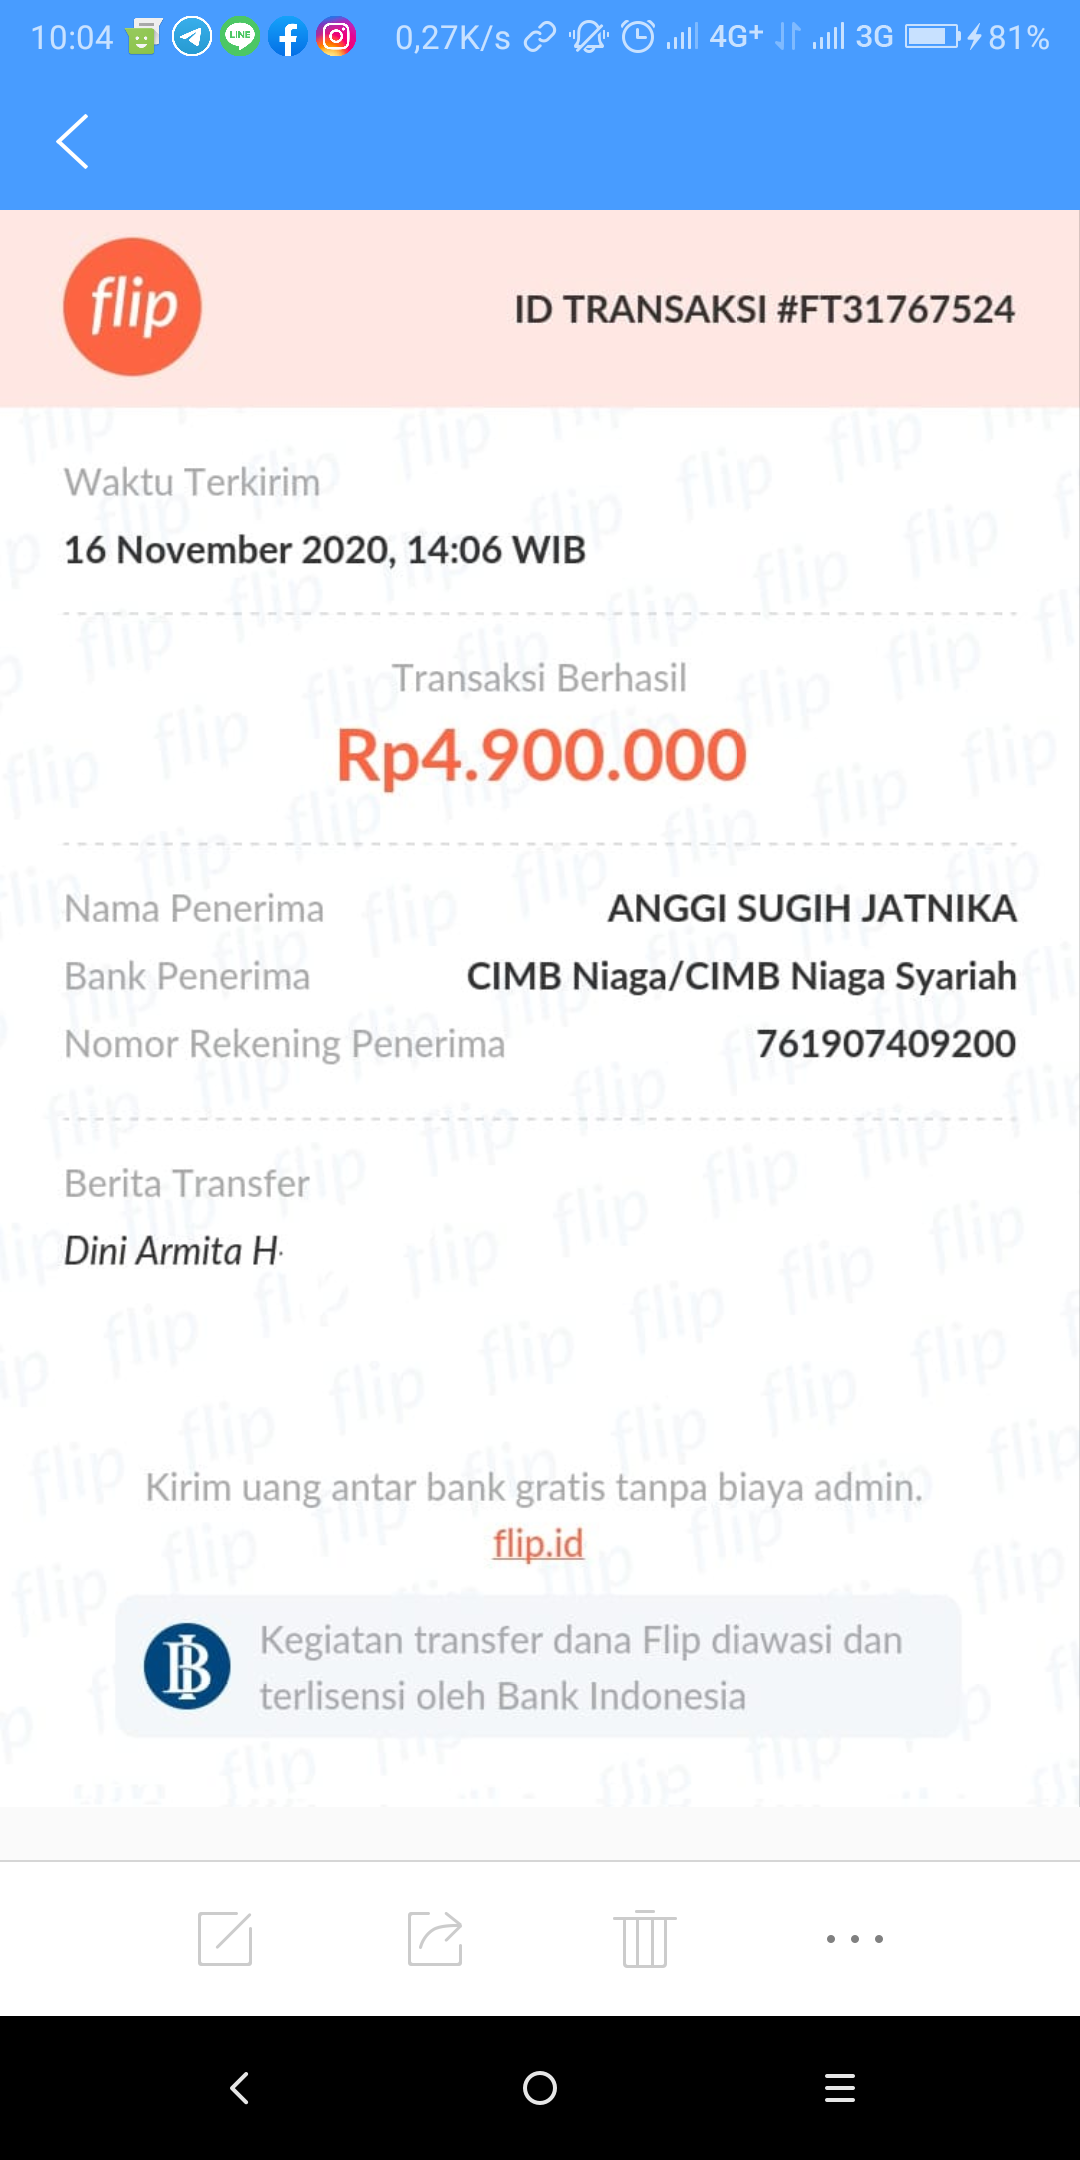 10:04 LINE 0,27K/s 4G+ 3G 81%
flip
ID TRANSAKSI #FT31767524
Waktu Terkirim
16 November 2020, 14:06 WIB
Transaksi Berhasil
Rp4.900.000
Nama Penerima ANGGI SUGIH JATNIKA
Bank Penerima CIMB Niaga/CIMB Niaga Syariah
Nomor Rekening Penerima 761907409200
Berita Transfer
Dini Armita H
Kirim uang antar bank gratis tanpa biaya admin.
flip.id
Kegiatan transfer dana Flip diawasi dan
terlisensi oleh Bank Indonesia